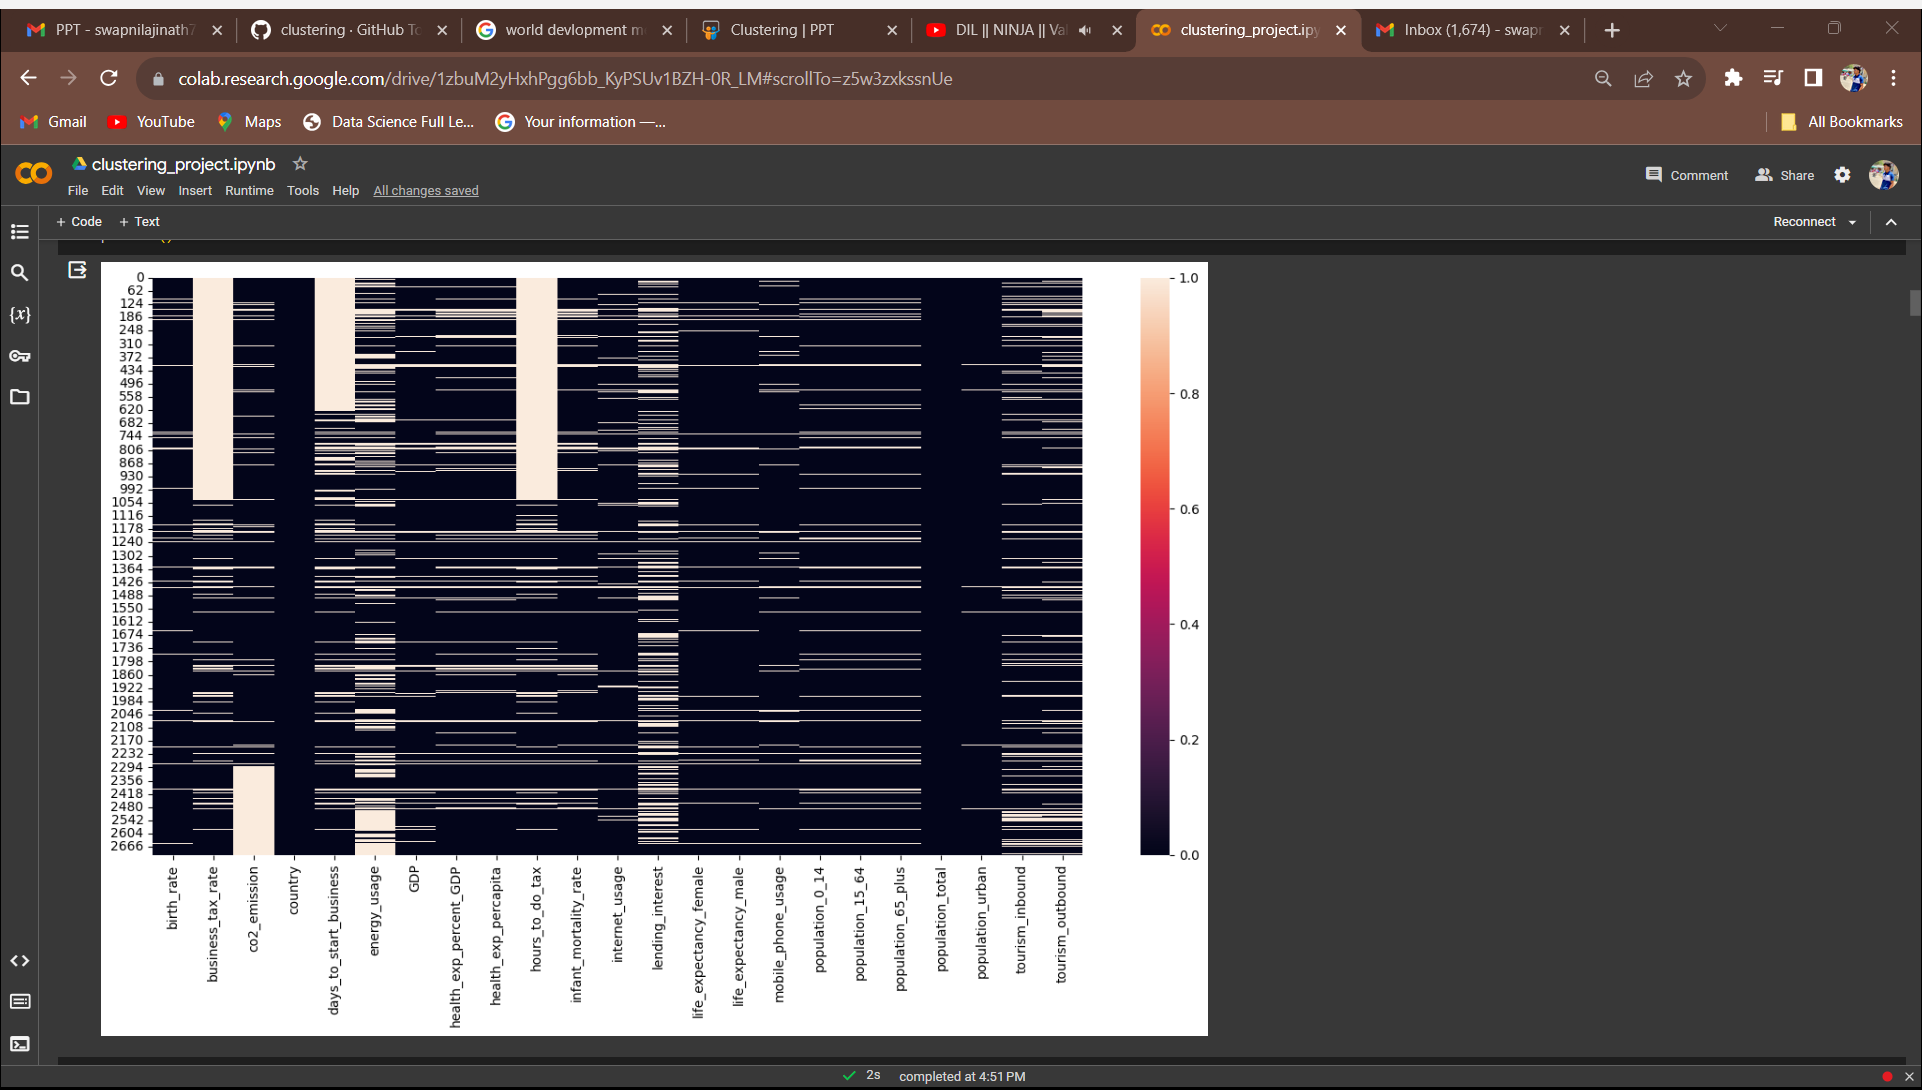 PPT - swapnilajinath7
clustering · GitHub To
world devlopment me
Clustering | PPT
DIL || NINJA || Val
clustering_project.ipy
Inbox (1,674) - swapn
colab.research.google.com/drive/1zbuM2yHxhPgg6bb_KyPSUv1BZH-0R_LM#scrollTo=z5w3zxkssnUe
Gmail
YouTube
Maps
Data Science Full Le...
Your information —...
All Bookmarks
clustering_project.ipynb
Comment
Share
File Edit View Insert Runtime Tools Help All changes saved
+ Code + Text
Reconnect
{x}
0
62
124
186
248
310
372
434
496
558
620
682
744
806
868
930
992
1054
1116
1178
1240
1302
1364
1426
1488
1550
1612
1674
1736
1798
1860
1922
1984
2046
2108
2170
2232
2294
2356
2418
2480
2542
2604
2666
birth_rate
business_tax_rate
co2_emission
country
days_to_start_business
energy_usage
GDP
health_exp_percent_GDP
health_exp_percapita
hours_to_do_tax
infant_mortality_rate
internet_usage
lending_interest
life_expectancy_female
life_expectancy_male
mobile_phone_usage
population_0_14
population_15_64
population_65_plus
population_total
population_urban
tourism_inbound
tourism_outbound
1.0
0.8
0.6
0.4
0.2
0.0
2s completed at 4:51 PM